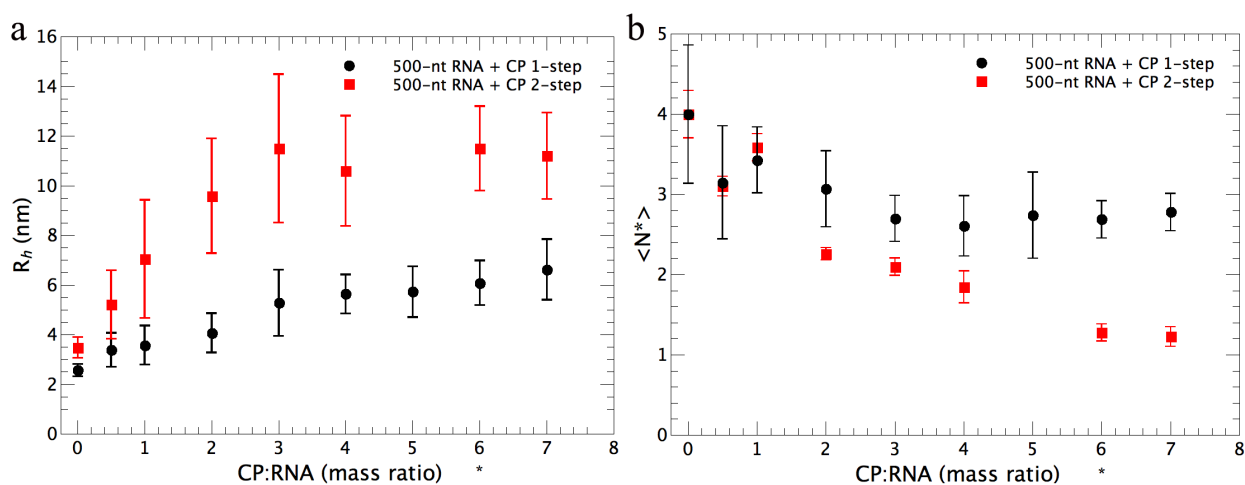 a
16
14
12
10
8
6
4
2
0
R_h (nm)
500-nt RNA + CP 1-step
500-nt RNA + CP 2-step
0 1 2 3 4 5 6 7 8
CP:RNA (mass ratio) *
b
5
4
3
2
1
0
<N*>
500-nt RNA + CP 1-step
500-nt RNA + CP 2-step
0 1 2 3 4 5 6 7 8
CP:RNA (mass ratio) *